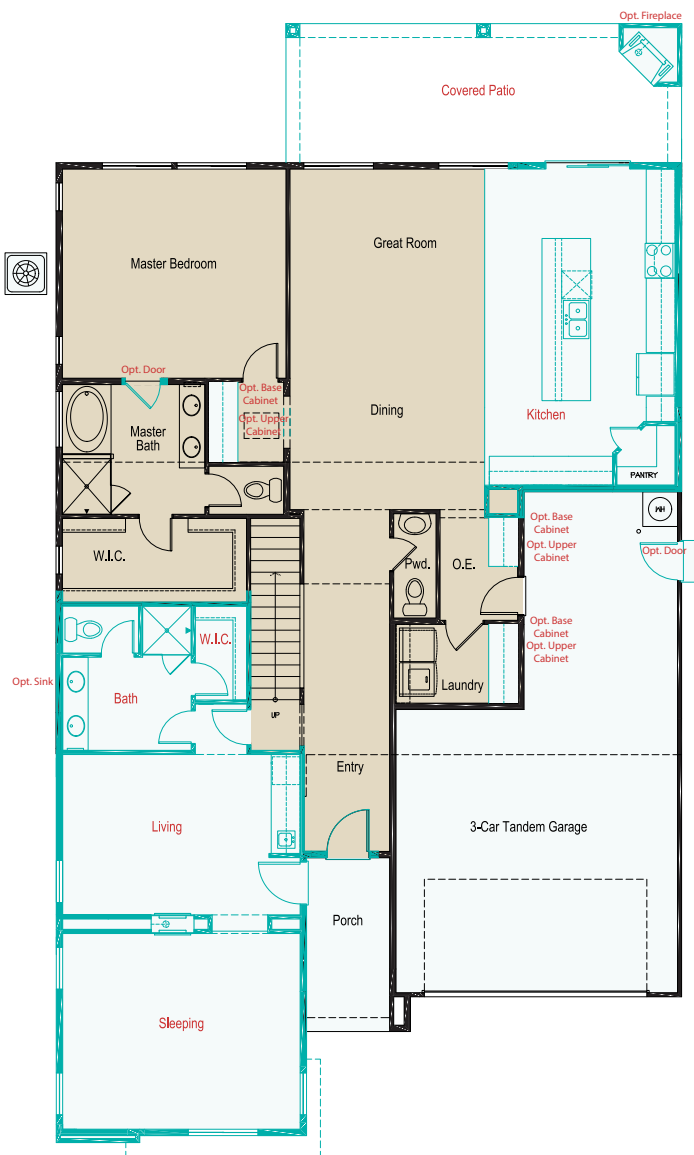 Opt. Fireplace
Covered Patio
Great Room
Master Bedroom
Opt. Door
Opt. Base
Cabinet
Opt. Upper
Cabinet
Dining
Kitchen
Master
Bath
PANTRY
W.I.C.
Pwd.
O.E.
Opt. Base
Cabinet
Opt. Upper
Cabinet
WH
Opt. Door
Opt. Base
Cabinet
Opt. Upper
Cabinet
W.I.C.
Opt. Sink
Bath
Laundry
UP
Entry
Living
3-Car Tandem Garage
Porch
Sleeping